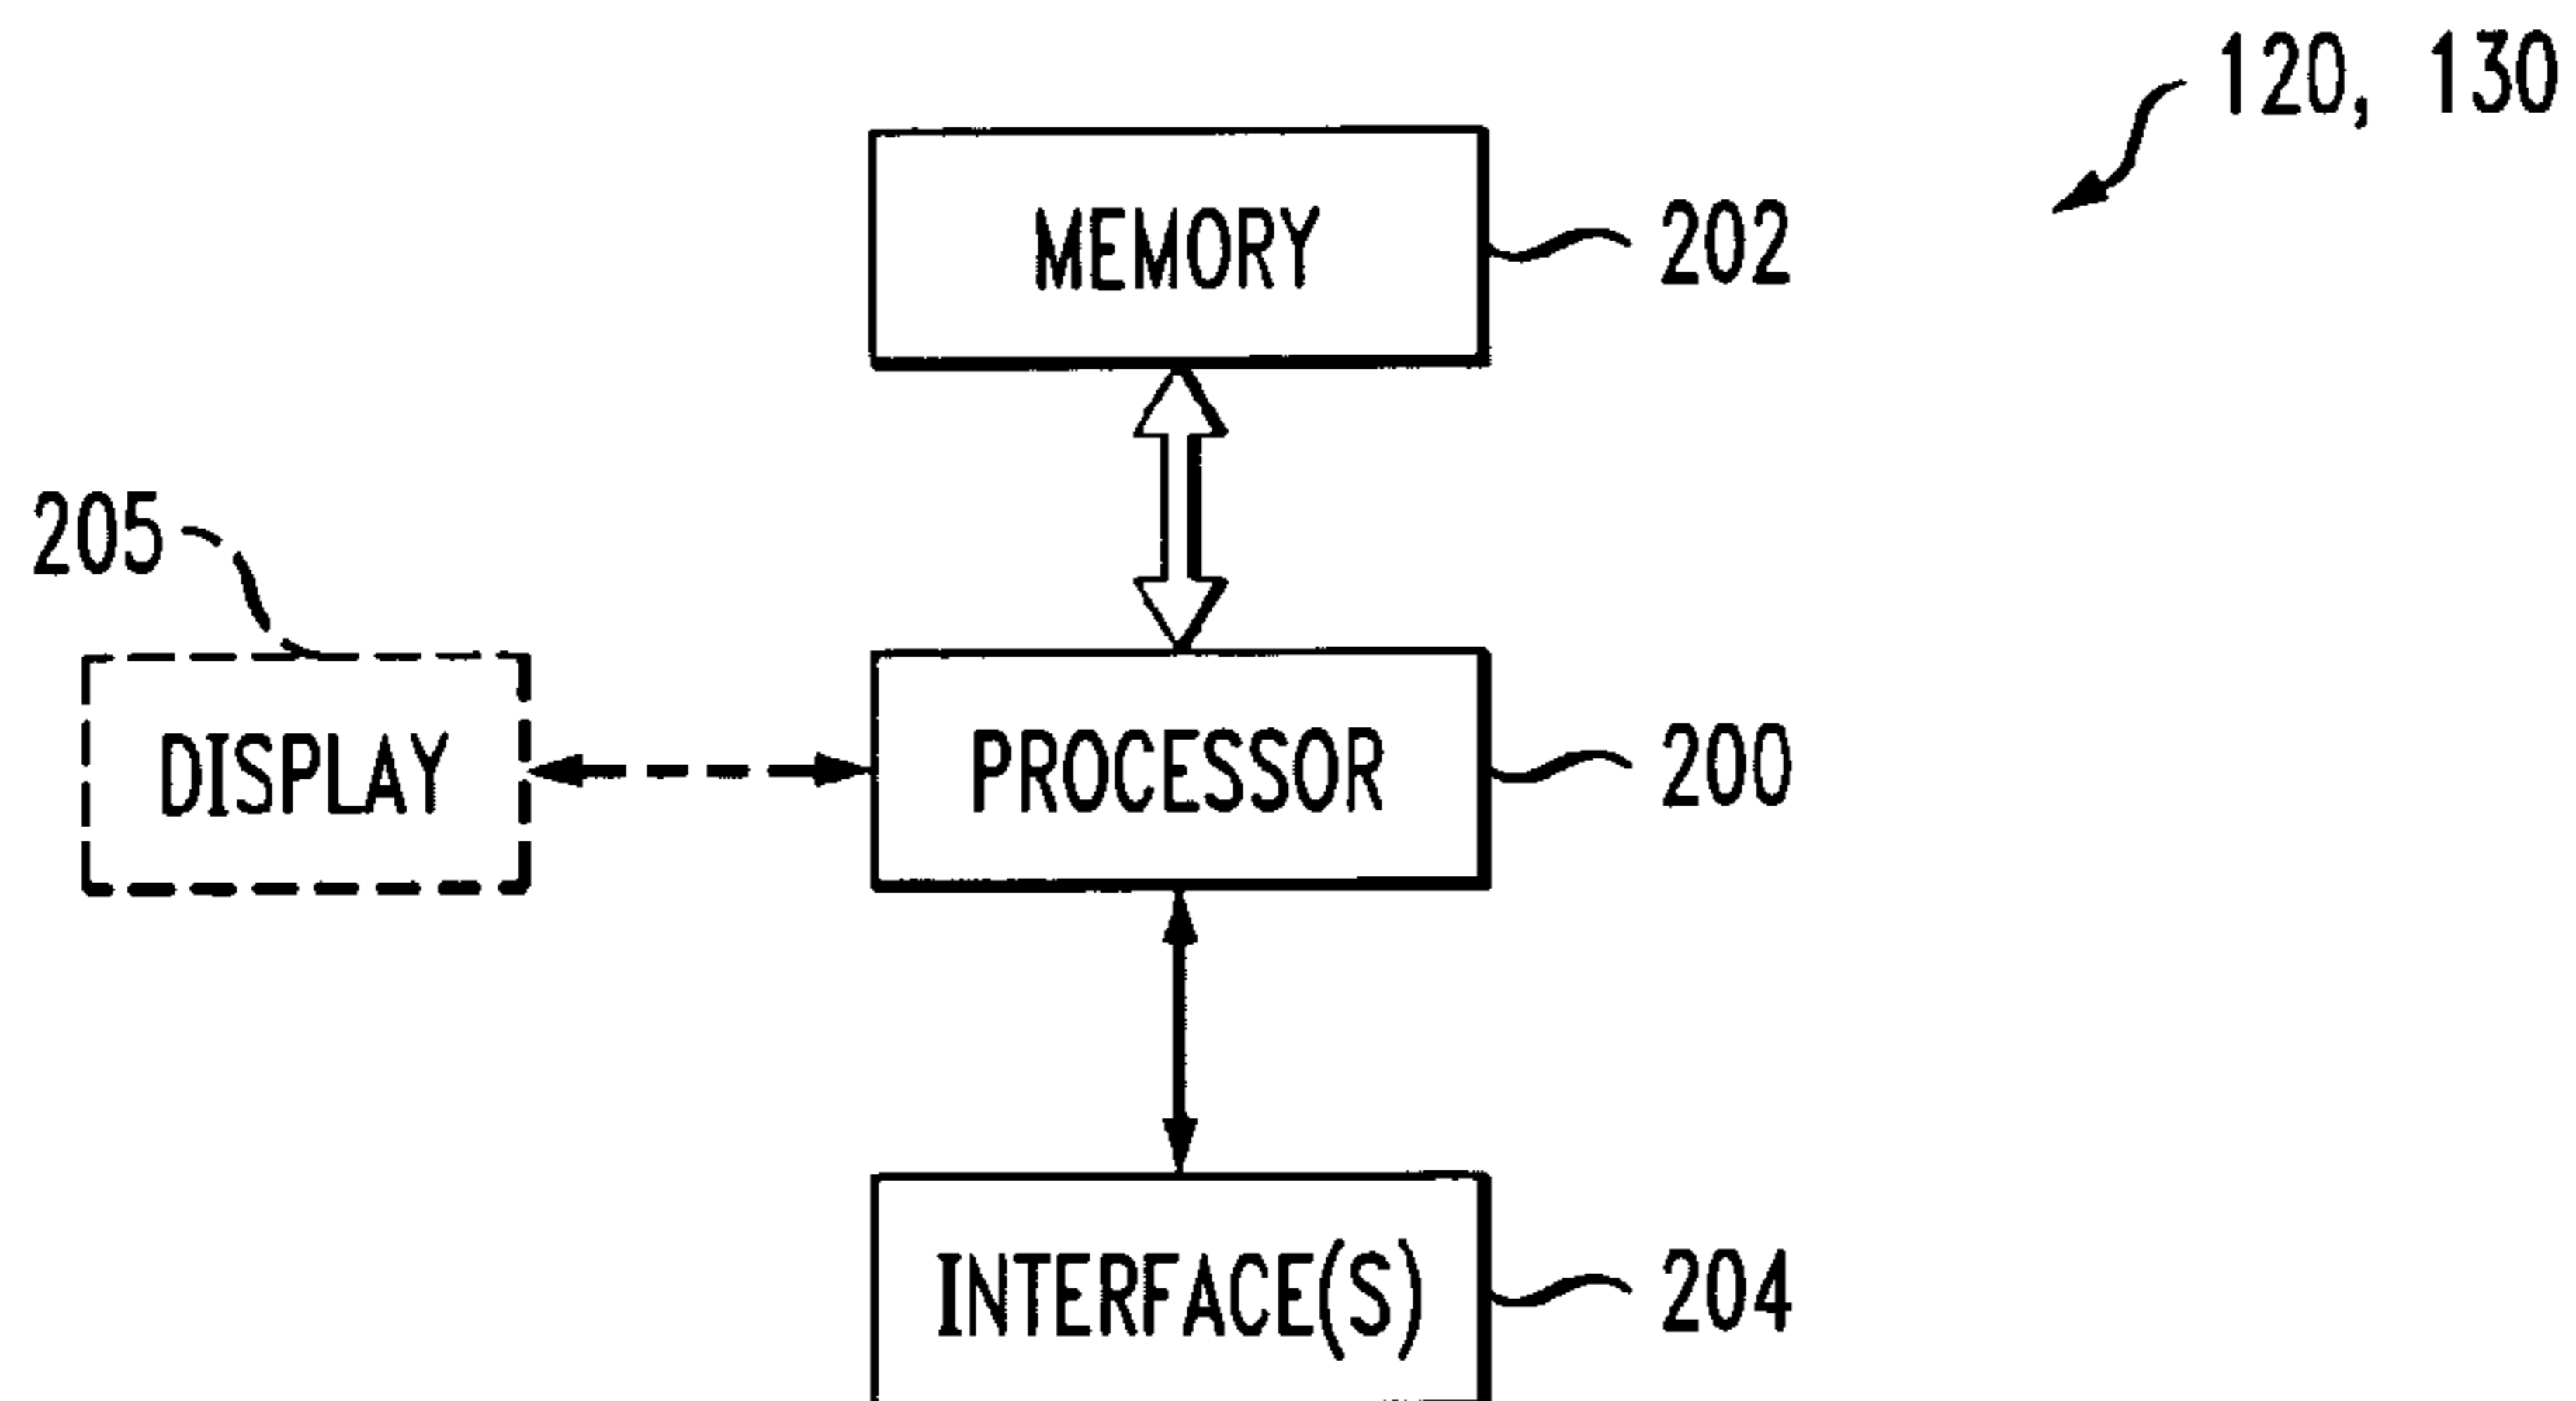 120, 130
MEMORY
202
205
DISPLAY
PROCESSOR
200
INTERFACE(S)
204